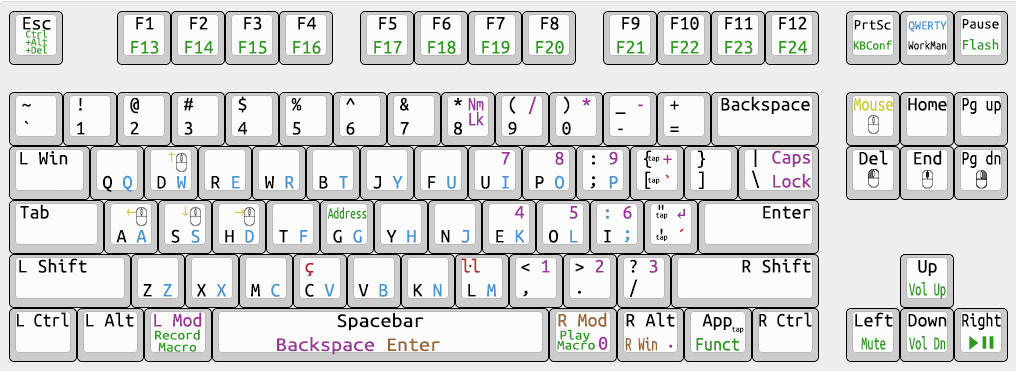 Esc F1 F2 F3 F4 F5 F6 F7 F8 F9 F10 F11 F12 PrtSc QWERTY Pause
Ctrl +Alt +Del F13 F14 F15 F16 F17 F18 F19 F20 F21 F22 F23 F24 KBConf WorkMan Flash
~ ! @ # $ % ^ & * Nm Lk ( / ) * _ - + Backspace Mouse Home Pg up
` 1 2 3 4 5 6 7 8 9 0 - =
L Win 7 8 : 9 { tap + } | Caps Del End Pg dn
Q Q D W R E W R B T J Y F U U I P O ; P [ tap ` ] \ Lock
Tab Address 4 5 : 6 " tap ↵ Enter
A A S S H D T F G G Y H N J E K O L I ; ' tap ´
L Shift ç l·l < 1 > 2 ? 3 R Shift Up
Z Z X X M C C V V B K N L M , . / Vol Up
L Ctrl L Alt L Mod Spacebar R Mod R Alt App tap R Ctrl Left Down Right
Record Macro Backspace Enter Play Macro 0 R Win . Funct Mute Vol Dn